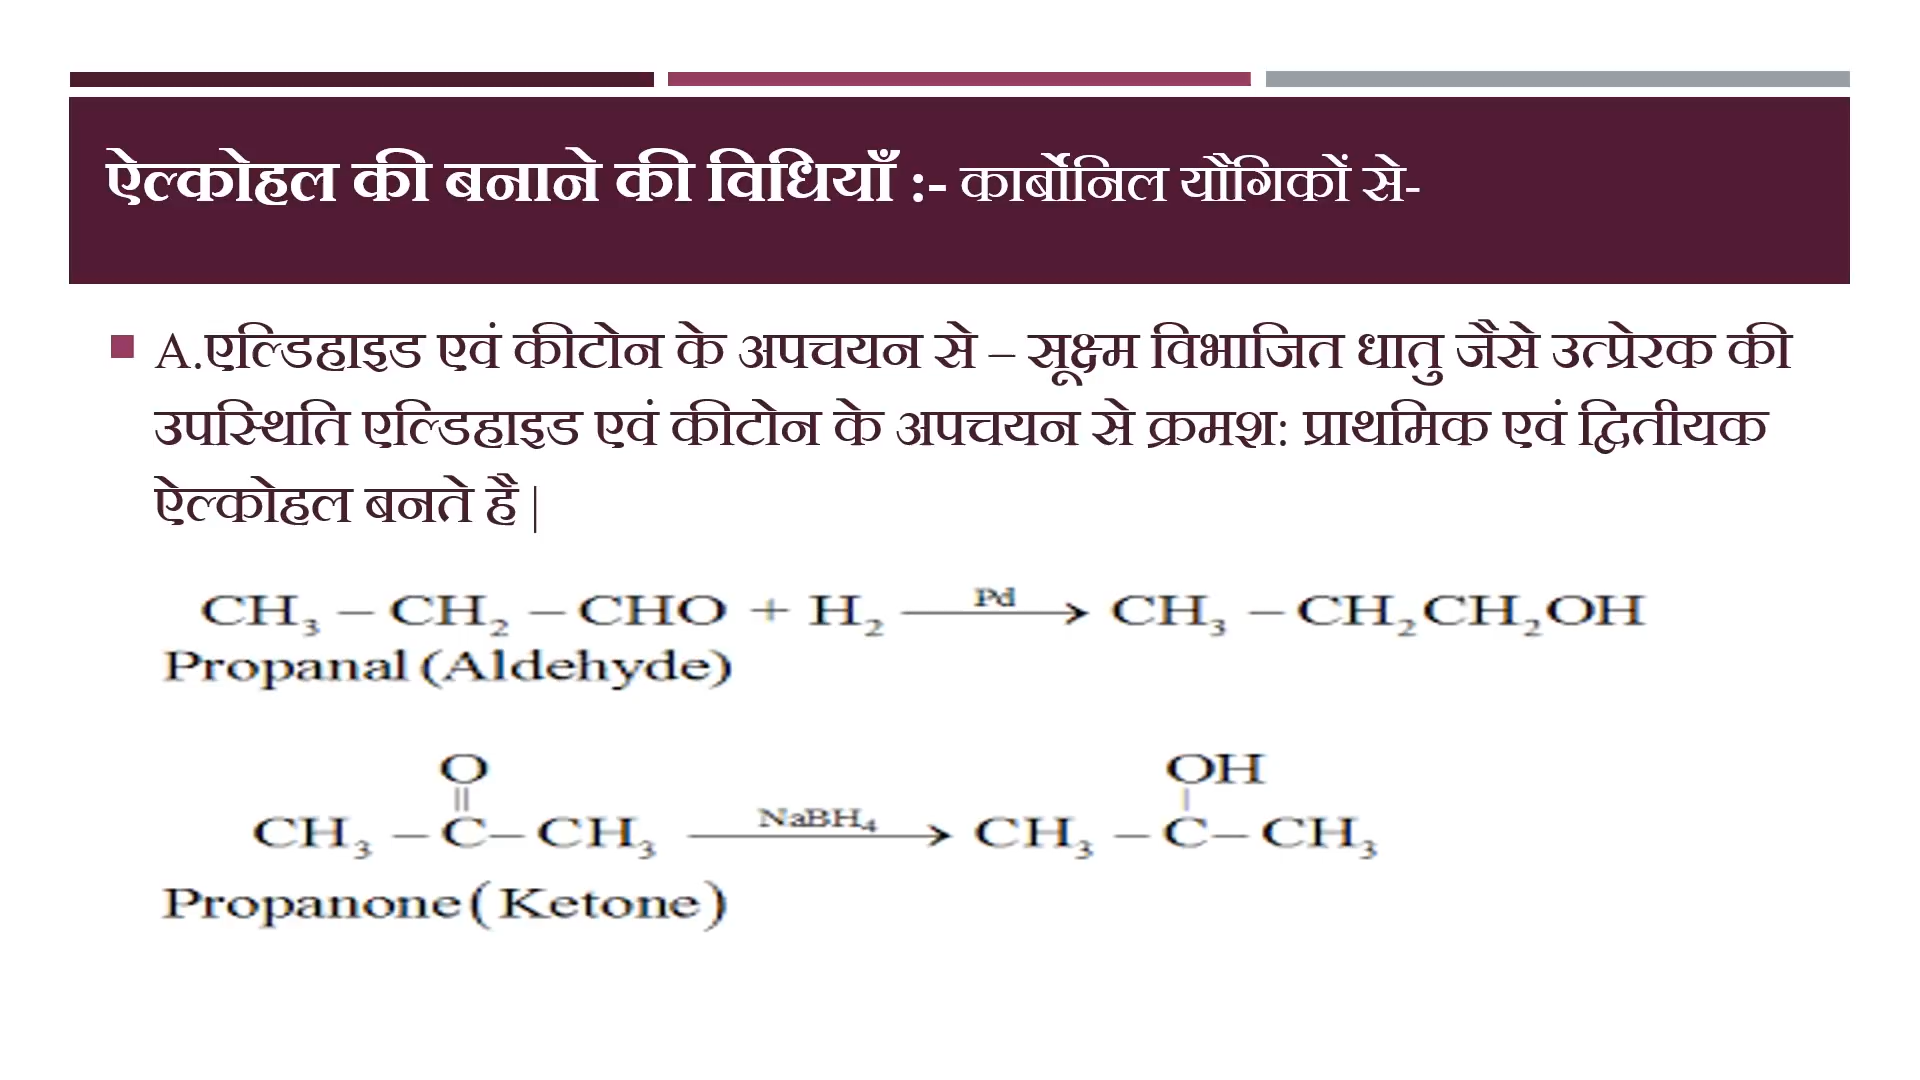 ऐल्कोहल की बनाने की विधियाँ :- कार्बोनिल यौगिकों से-
A.एल्डिहाइड एवं कीटोन के अपचयन से – सूक्ष्म विभाजित धातु जैसे उत्प्रेरक की
उपस्थिति एल्डिहाइड एवं कीटोन के अपचयन से क्रमश: प्राथमिक एवं द्वितीयक
ऐल्कोहल बनते है |
CH₃ – CH₂ – CHO + H₂ —Pd→ CH₃ – CH₂CH₂OH
Propanal (Aldehyde)
O OH
|| |
CH₃ – C – CH₃ —NaBH₄→ CH₃ – C – CH₃
Propanone (Ketone)